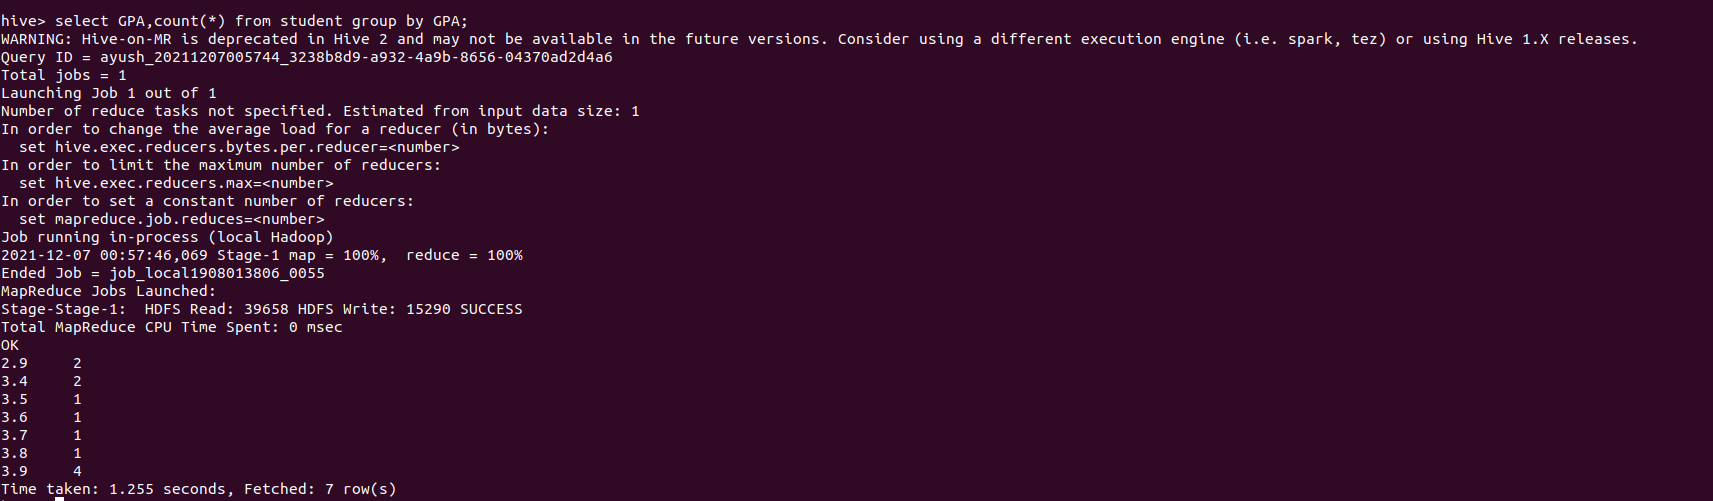 hive> select GPA,count(*) from student group by GPA;
WARNING: Hive-on-MR is deprecated in Hive 2 and may not be available in the future versions. Consider using a different execution engine (i.e. spark, tez) or using Hive 1.X releases.
Query ID = ayush_20211207005744_3238b8d9-a932-4a9b-8656-04370ad2d4a6
Total jobs = 1
Launching Job 1 out of 1
Number of reduce tasks not specified. Estimated from input data size: 1
In order to change the average load for a reducer (in bytes):
  set hive.exec.reducers.bytes.per.reducer=<number>
In order to limit the maximum number of reducers:
  set hive.exec.reducers.max=<number>
In order to set a constant number of reducers:
  set mapreduce.job.reduces=<number>
Job running in-process (local Hadoop)
2021-12-07 00:57:46,069 Stage-1 map = 100%,  reduce = 100%
Ended Job = job_local1908013806_0055
MapReduce Jobs Launched:
Stage-Stage-1:  HDFS Read: 39658 HDFS Write: 15290 SUCCESS
Total MapReduce CPU Time Spent: 0 msec
OK
2.9     2
3.4     2
3.5     1
3.6     1
3.7     1
3.8     1
3.9     4
Time taken: 1.255 seconds, Fetched: 7 row(s)